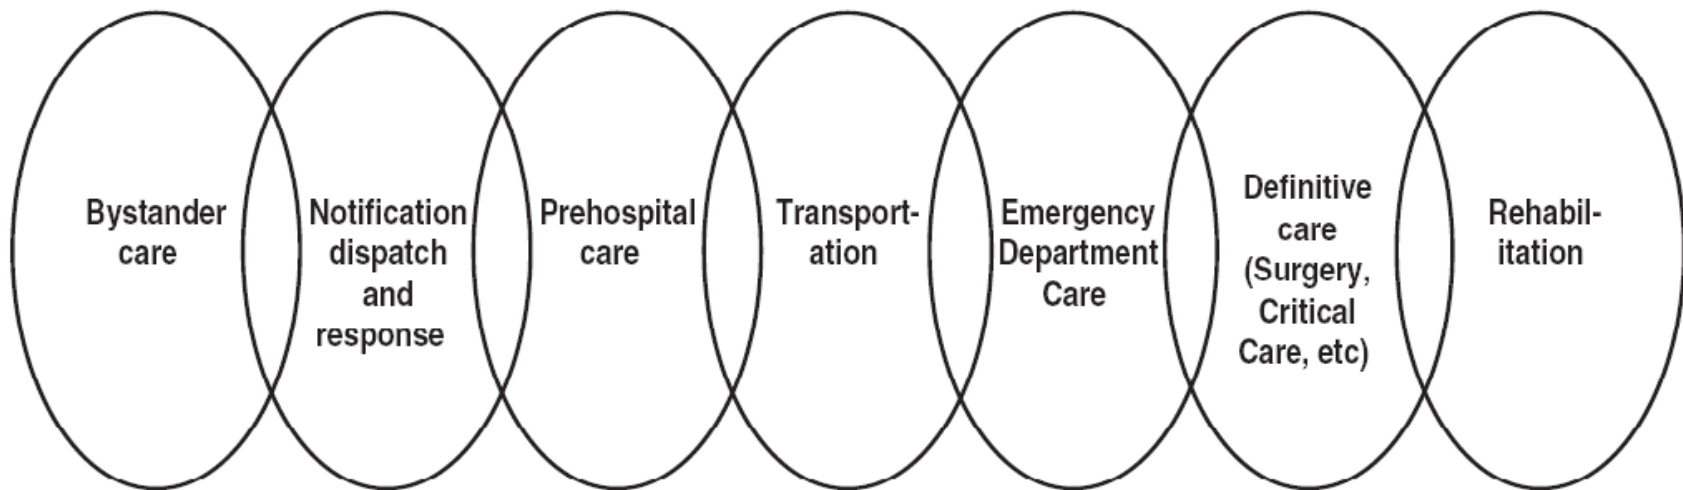 Bystander
care
Notification
dispatch
and
response
Prehospital
care
Transport-
ation
Emergency
Department
Care
Definitive
care
(Surgery,
Critical
Care, etc)
Rehabil-
itation